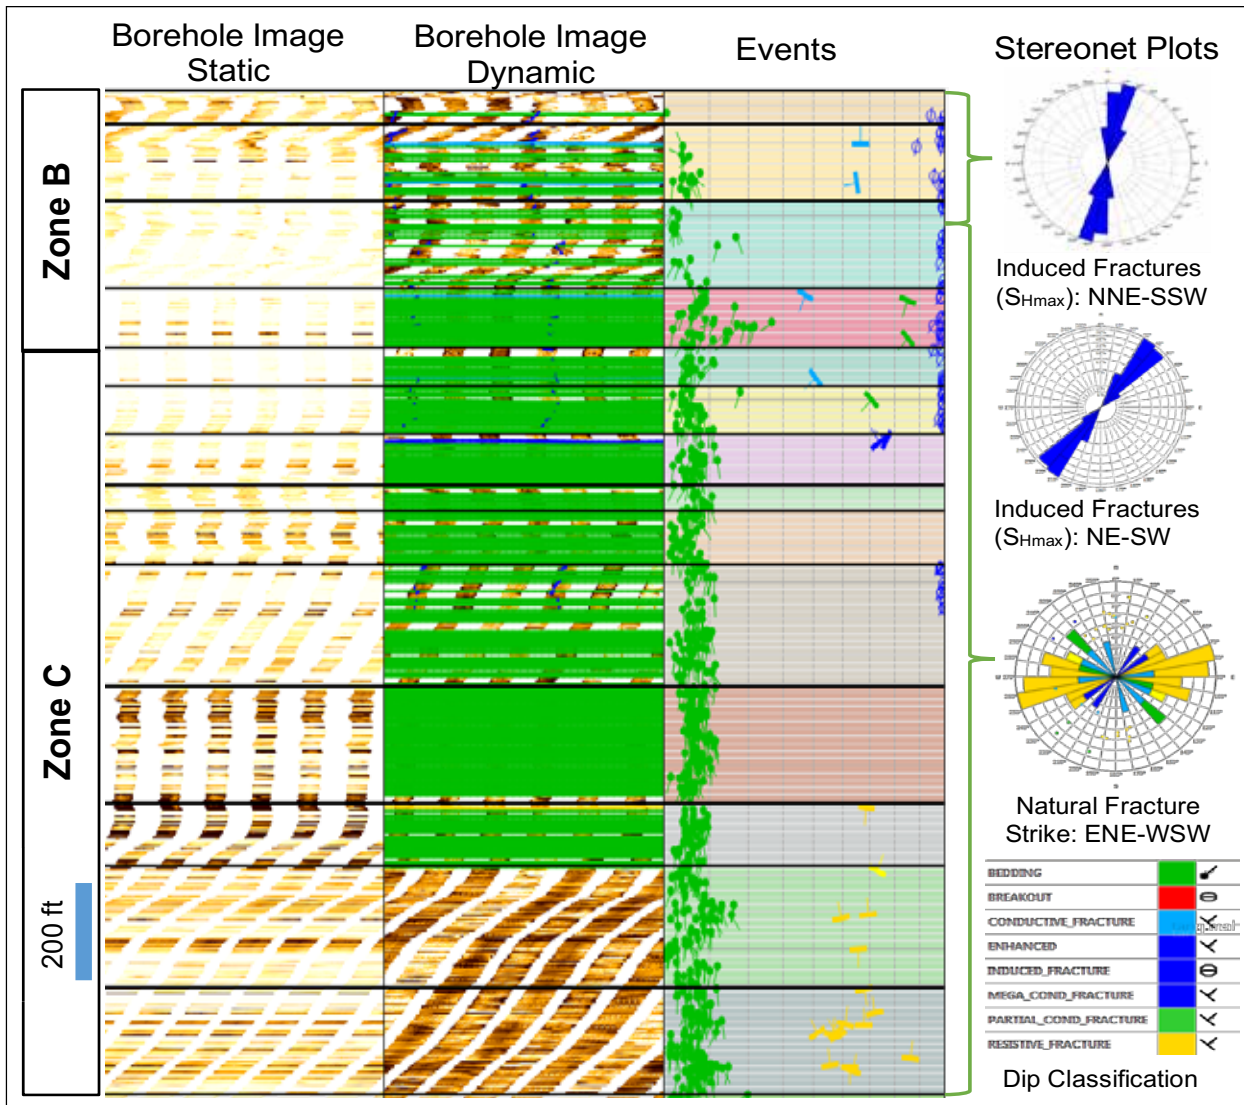 Borehole Image
Static
Borehole Image
Dynamic
Events
Stereonet Plots
Zone B
Zone C
200 ft
Induced Fractures
(SHmax): NNE-SSW
Induced Fractures
(SHmax): NE-SW
Natural Fracture
Strike: ENE-WSW
BEDDING
BREAKOUT
CONDUCTIVE_FRACTURE
ENHANCED
INDUCED_FRACTURE
MEGA_COND_FRACTURE
PARTIAL_COND_FRACTURE
RESISTIVE_FRACTURE
Dip Classification